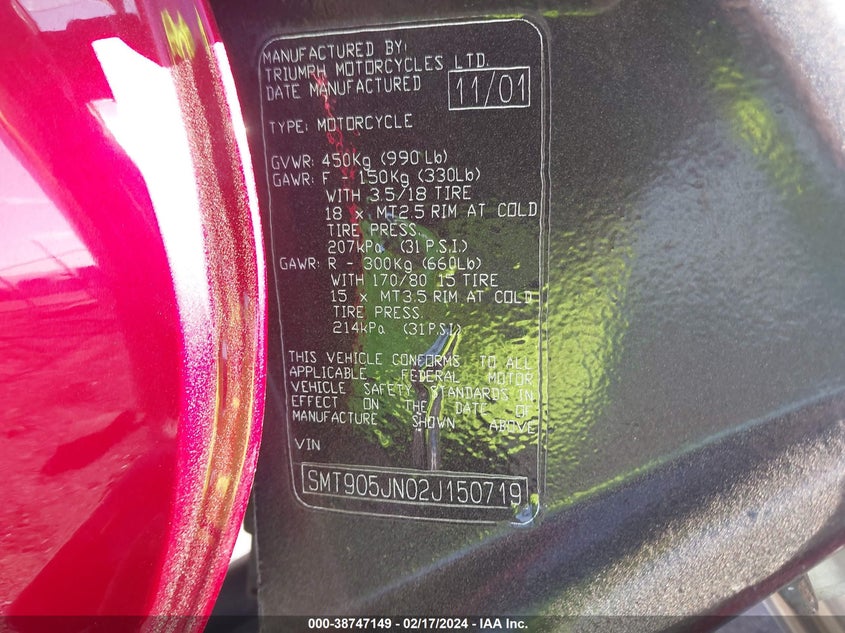 MANUFACTURED BY:
TRIUMPH MOTORCYCLES LTD.
DATE MANUFACTURED 11/01
TYPE: MOTORCYCLE
GVWR: 450Kg (990Lb)
GAWR: F - 150Kg (330Lb)
WITH 3.5/18 TIRE
18 x MT2.5 RIM AT COLD
TIRE PRESS.
207kPa (31 P.S.I.)
GAWR: R - 300Kg (660Lb)
WITH 170/80 15 TIRE
15 x MT3.5 RIM AT COLD
TIRE PRESS.
214kPa (31P.S.I.)
THIS VEHICLE CONFORMS TO ALL
APPLICABLE FEDERAL MOTOR
VEHICLE SAFETY STANDARDS IN
EFFECT ON THE DATE OF
MANUFACTURE SHOWN ABOVE
VIN
SMT905JN02J150719
000-38747149 - 02/17/2024 - IAA Inc.